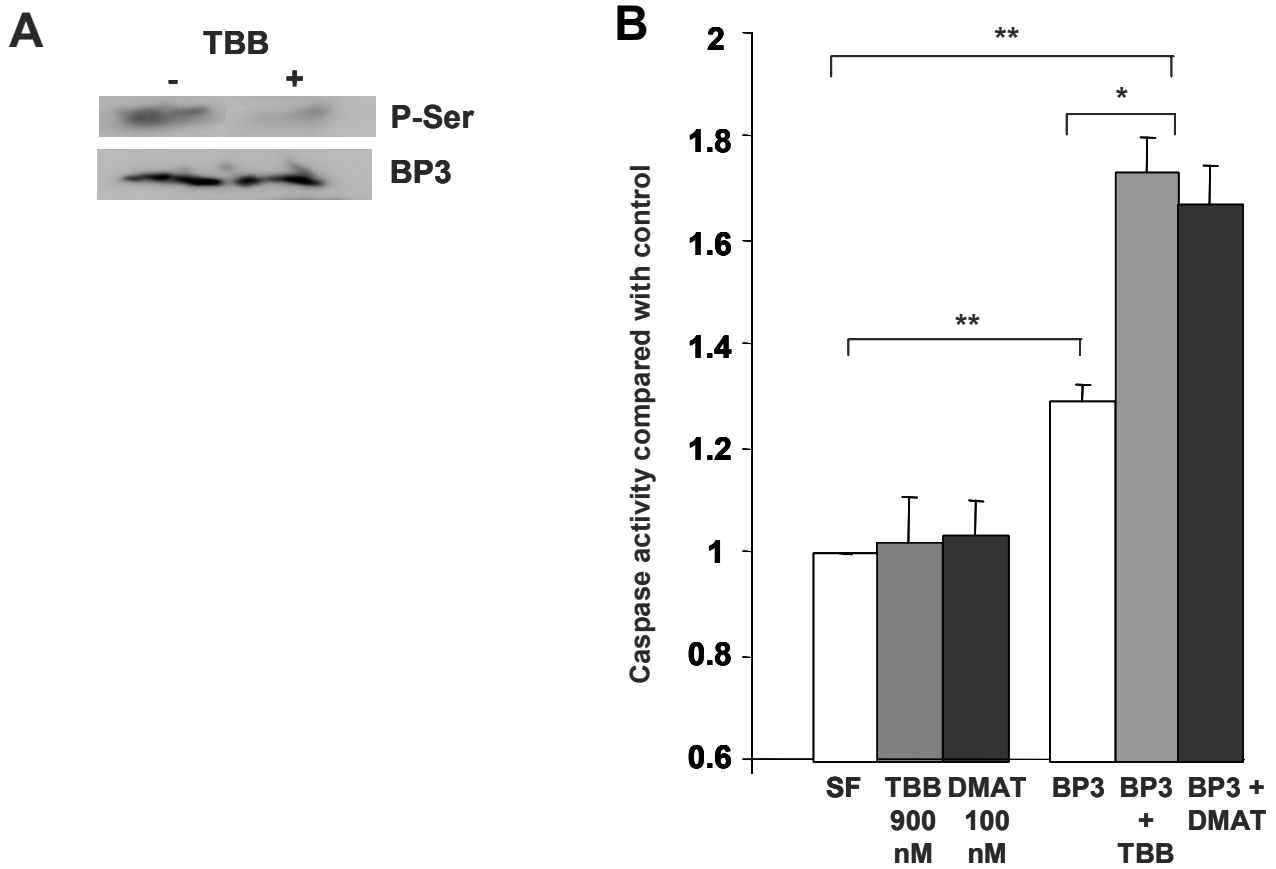 A
TBB
- +
P-Ser
BP3
B
Caspase activity compared with control
2
1.8
1.6
1.4
1.2
1
0.8
0.6
**
*
**
SF TBB DMAT BP3 BP3 BP3 +
900 100 + DMAT
nM nM TBB